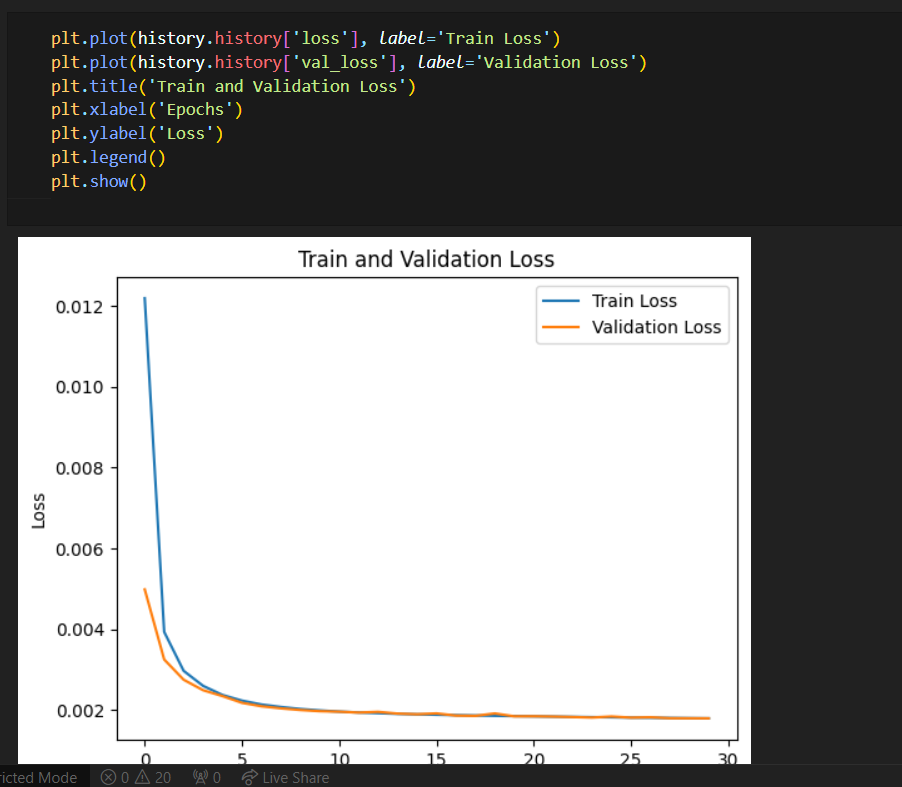 plt.plot(history.history['loss'], label='Train Loss')
plt.plot(history.history['val_loss'], label='Validation Loss')
plt.title('Train and Validation Loss')
plt.xlabel('Epochs')
plt.ylabel('Loss')
plt.legend()
plt.show()
Train and Validation Loss
Train Loss
Validation Loss
0.012
0.010
0.008
0.006
0.004
0.002
Loss
0 5 10 15 20 25 30
ricted Mode 0 20 0 Live Share